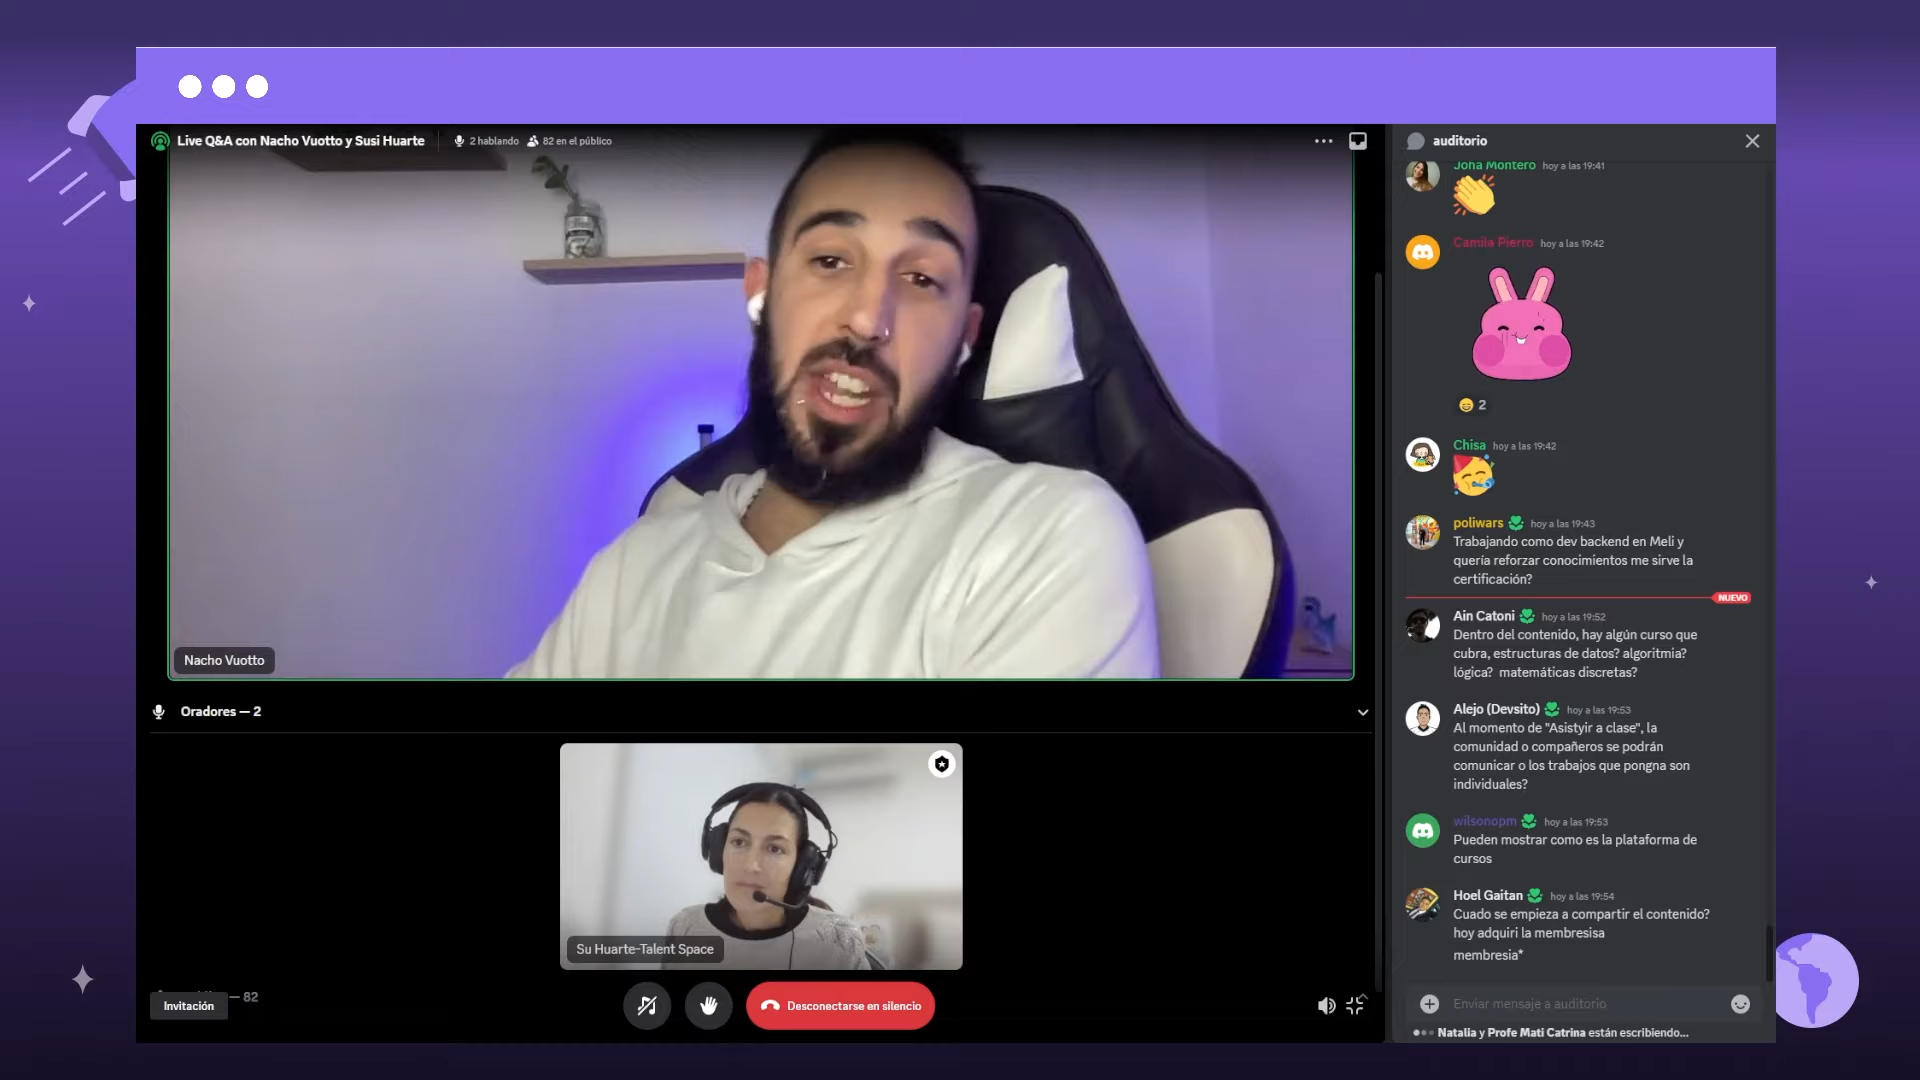 Live Q&A con Nacho Vuotto y Susi Huarte
2 hablando
82 en el público
Nacho Vuotto
Oradores — 2
Su Huarte-Talent Space
— 82
Invitación
Desconectarse en silencio
auditorio
Joha Montero hoy a las 19:41
Camila Pierro hoy a las 19:42
2
Chisa hoy a las 19:42
poliwars hoy a las 19:43
Trabajando como dev backend en Meli y
quería reforzar conocimientos me sirve la
certificación?
NUEVO
Ain Catoni hoy a las 19:52
Dentro del contenido, hay algún curso que
cubra, estructuras de datos? algoritmia?
lógica? matemáticas discretas?
Alejo (Devsito) hoy a las 19:53
Al momento de "Asistyir a clase", la
comunidad o compañeros se podrán
comunicar o los trabajos que pongna son
individuales?
wilsonopm hoy a las 19:53
Pueden mostrar como es la plataforma de
cursos
Hoel Gaitan hoy a las 19:54
Cuado se empieza a compartir el contenido?
hoy adquiri la membresisa
membresia*
Enviar mensaje a auditorio
Natalia y Profe Mati Catrina están escribiendo...